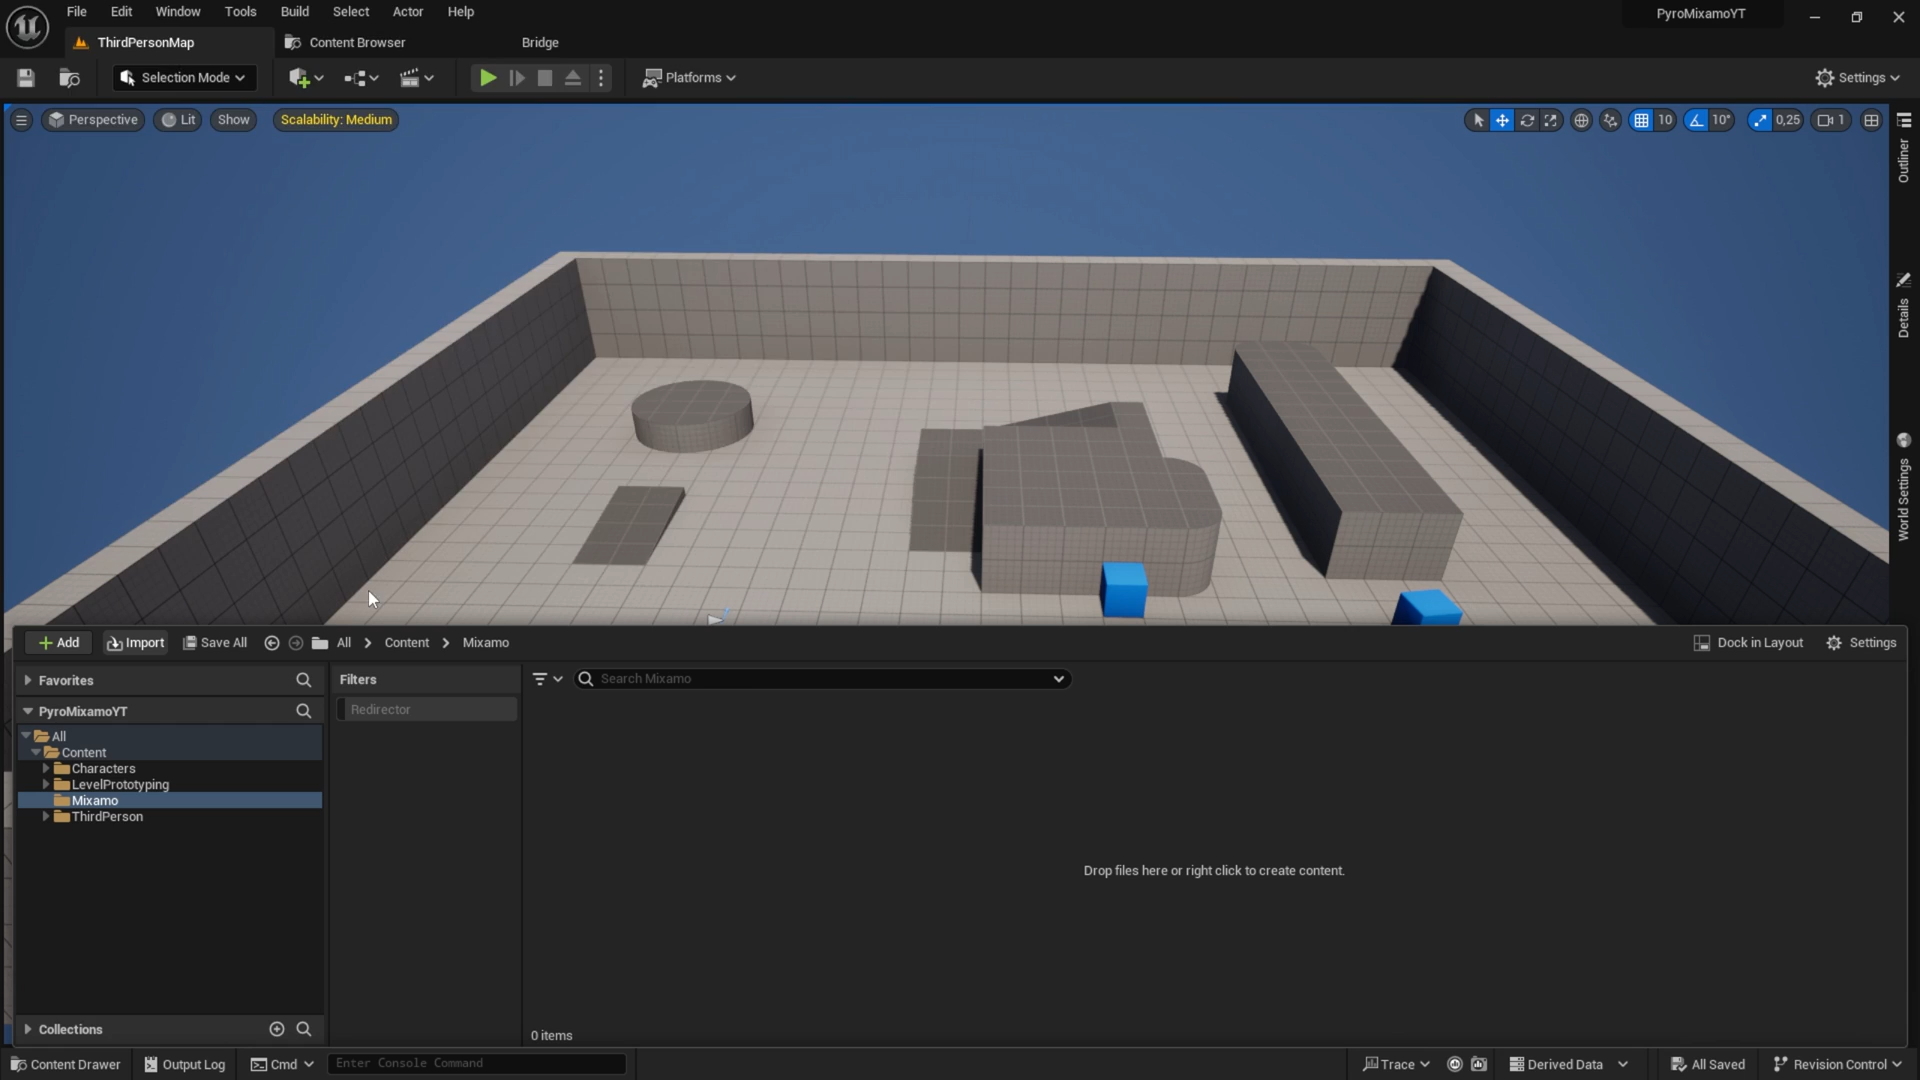 File Edit Window Tools Build Select Actor Help
PyroMixamoYT
ThirdPersonMap
Content Browser
Bridge
Selection Mode
Platforms
Settings
Perspective
Lit
Show
Scalability: Medium
10
10°
0,25
1
Outliner
Details
World Settings
Add
Import
Save All
All
Content
Mixamo
Dock in Layout
Settings
Favorites
Filters
Search Mixamo
PyroMixamoYT
Redirector
All
Content
Characters
LevelPrototyping
Mixamo
ThirdPerson
Drop files here or right click to create content.
Collections
0 items
Content Drawer
Output Log
Cmd
Enter Console Command
Trace
Derived Data
All Saved
Revision Control